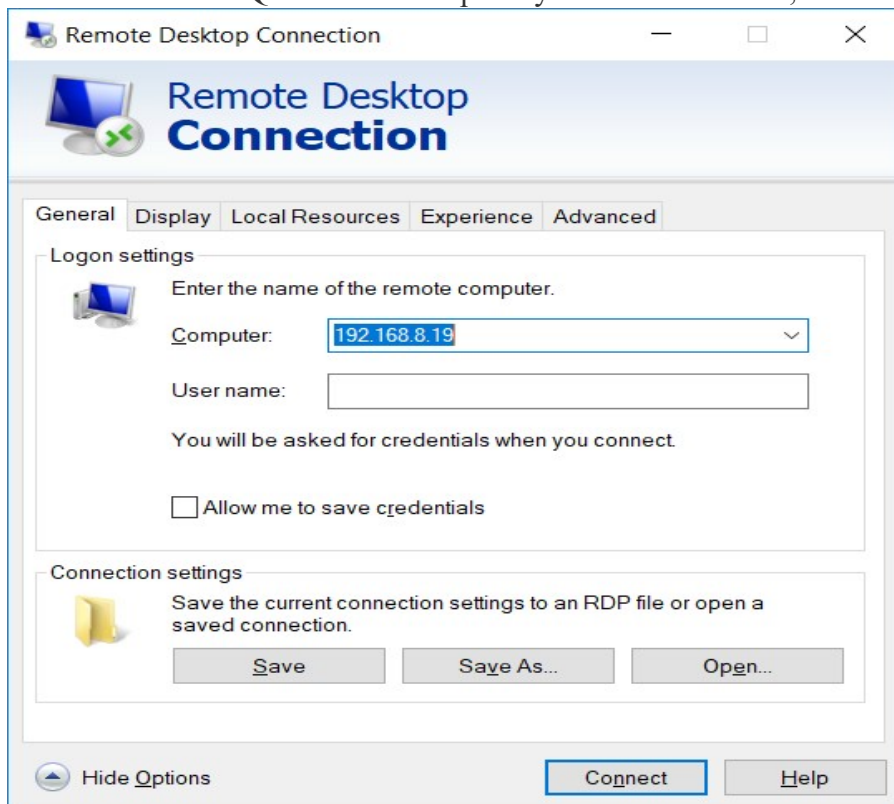 Remote Desktop Connection
Remote Desktop
Connection
General Display Local Resources Experience Advanced
Logon settings
Enter the name of the remote computer.
Computer: 192.168.8.19
User name:
You will be asked for credentials when you connect.
Allow me to save credentials
Connection settings
Save the current connection settings to an RDP file or open a
saved connection.
Save Save As... Open...
Hide Options Connect Help